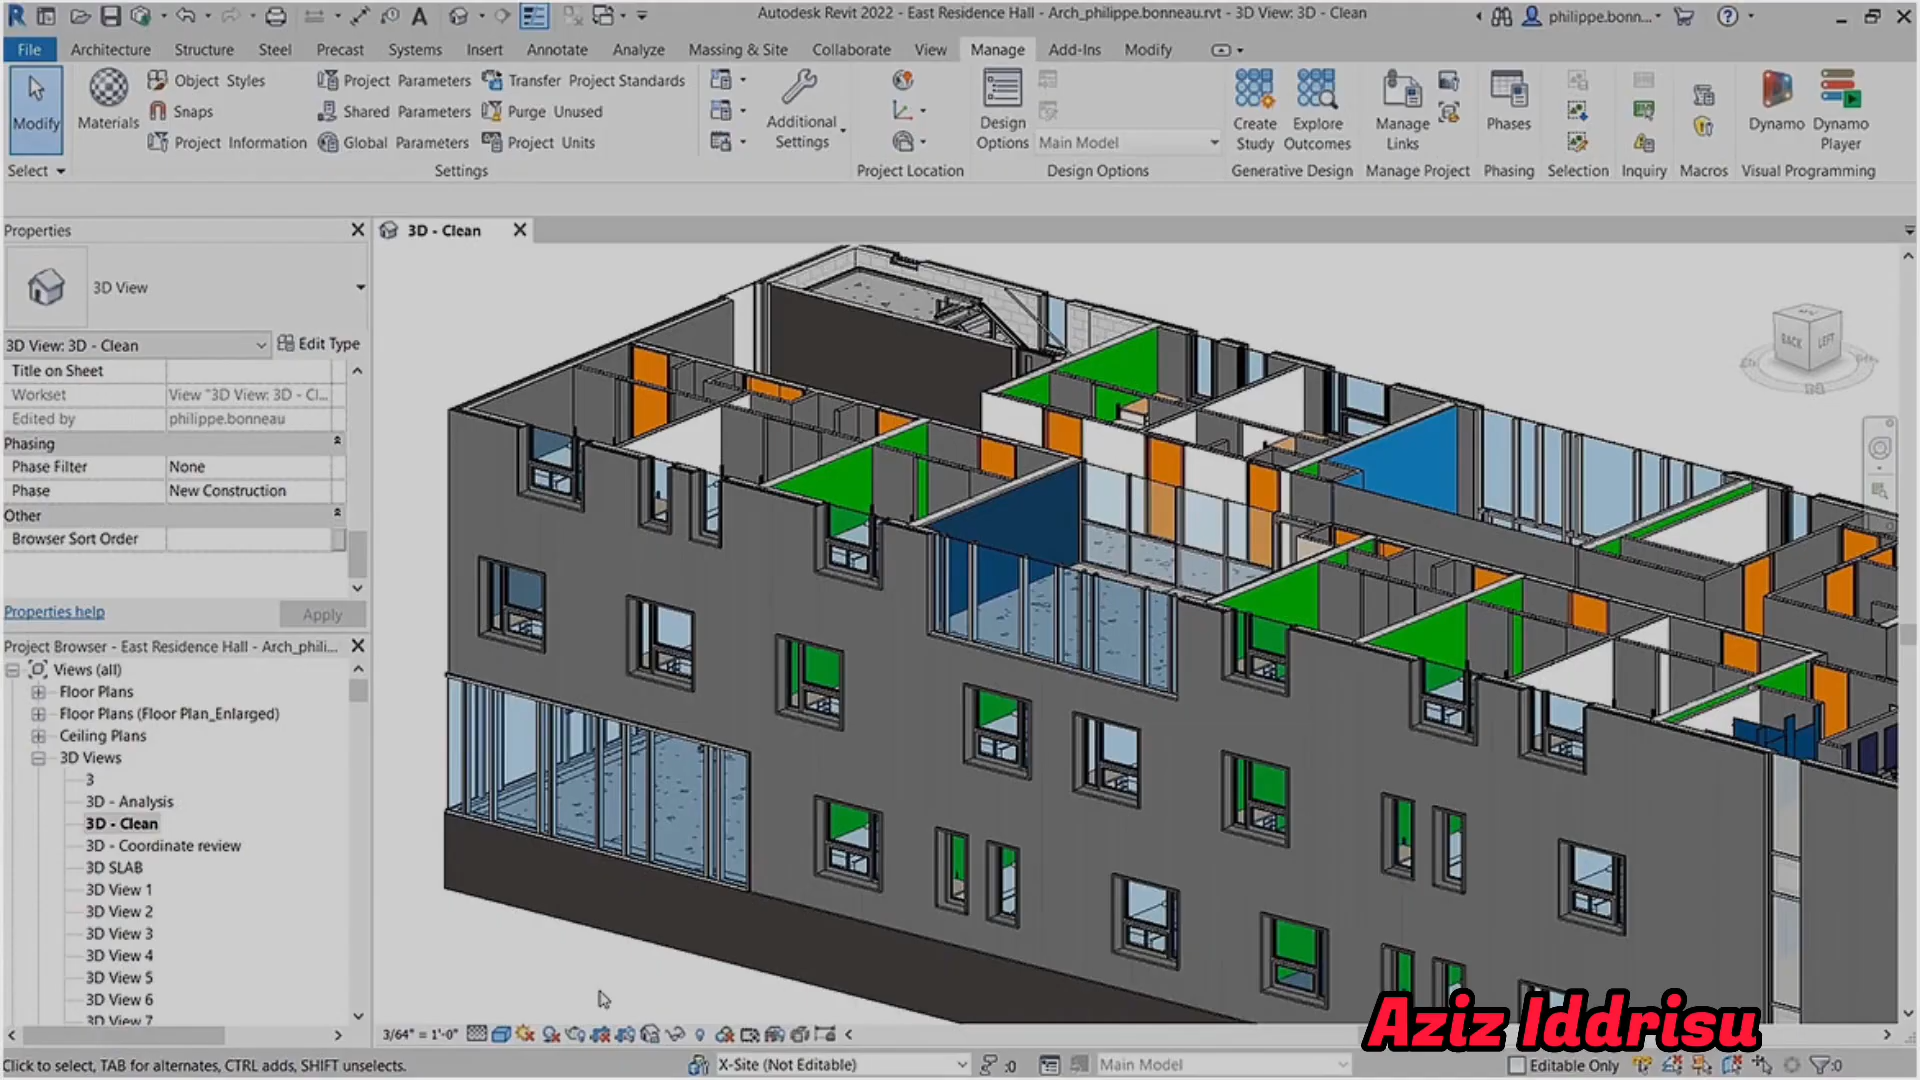 Autodesk Revit 2022 - East Residence Hall - Arch_philippe.bonneau.rvt - 3D View: 3D - Clean
philippe.bonn...
File Architecture Structure Steel Precast Systems Insert Annotate Analyze Massing & Site Collaborate View Manage Add-Ins Modify
Modify
Materials
Object Styles
Snaps
Project Information
Project Parameters
Shared Parameters
Global Parameters
Transfer Project Standards
Purge Unused
Project Units
Additional
Settings
Design
Options
Main Model
Create
Study
Explore
Outcomes
Manage
Links
Phases
Dynamo
Dynamo
Player
Select
Settings
Project Location
Design Options
Generative Design
Manage Project
Phasing
Selection
Inquiry
Macros
Visual Programming
Properties
3D - Clean
3D View
3D View: 3D - Clean
Edit Type
Title on Sheet
Workset View "3D View: 3D - Cl...
Edited by philippe.bonneau
Phasing
Phase Filter None
Phase New Construction
Other
Browser Sort Order
Properties help
Apply
Project Browser - East Residence Hall - Arch_phili...
Views (all)
Floor Plans
Floor Plans (Floor Plan_Enlarged)
Ceiling Plans
3D Views
3
3D - Analysis
3D - Clean
3D - Coordinate review
3D SLAB
3D View 1
3D View 2
3D View 3
3D View 4
3D View 5
3D View 6
3D View 7
BACK
LEFT
3/64" = 1'-0"
Aziz Iddrisu
Click to select, TAB for alternates, CTRL adds, SHIFT unselects.
X-Site (Not Editable)
:0
Main Model
Editable Only
:0